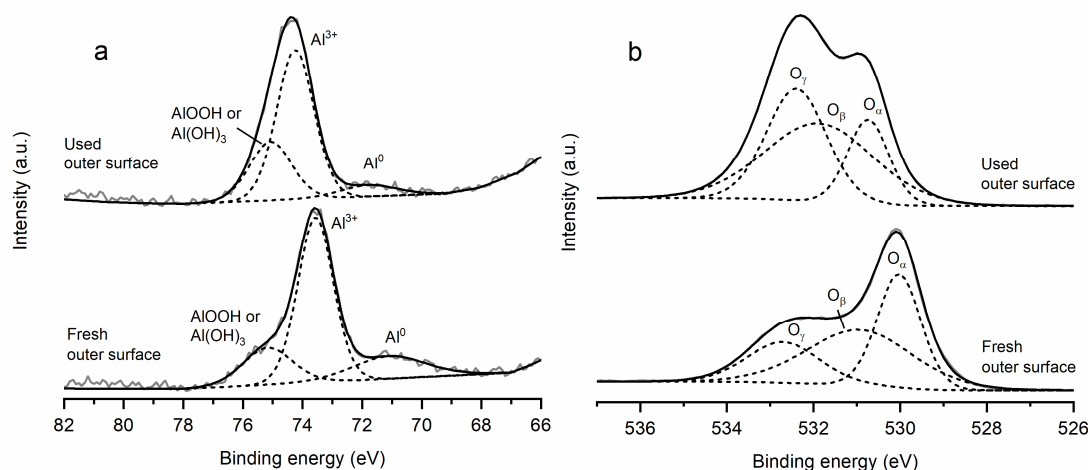 a
Al³⁺
AlOOH or
Al(OH)₃
Al⁰
Used
outer surface
Al³⁺
AlOOH or
Al(OH)₃
Al⁰
Fresh
outer surface
Intensity (a.u.)
82 80 78 76 74 72 70 68 66
Binding energy (eV)
b
Oγ
Oβ
Oα
Used
outer surface
Oα
Oβ
Oγ
Fresh
outer surface
Intensity (a.u.)
536 534 532 530 528 526
Binding energy (eV)